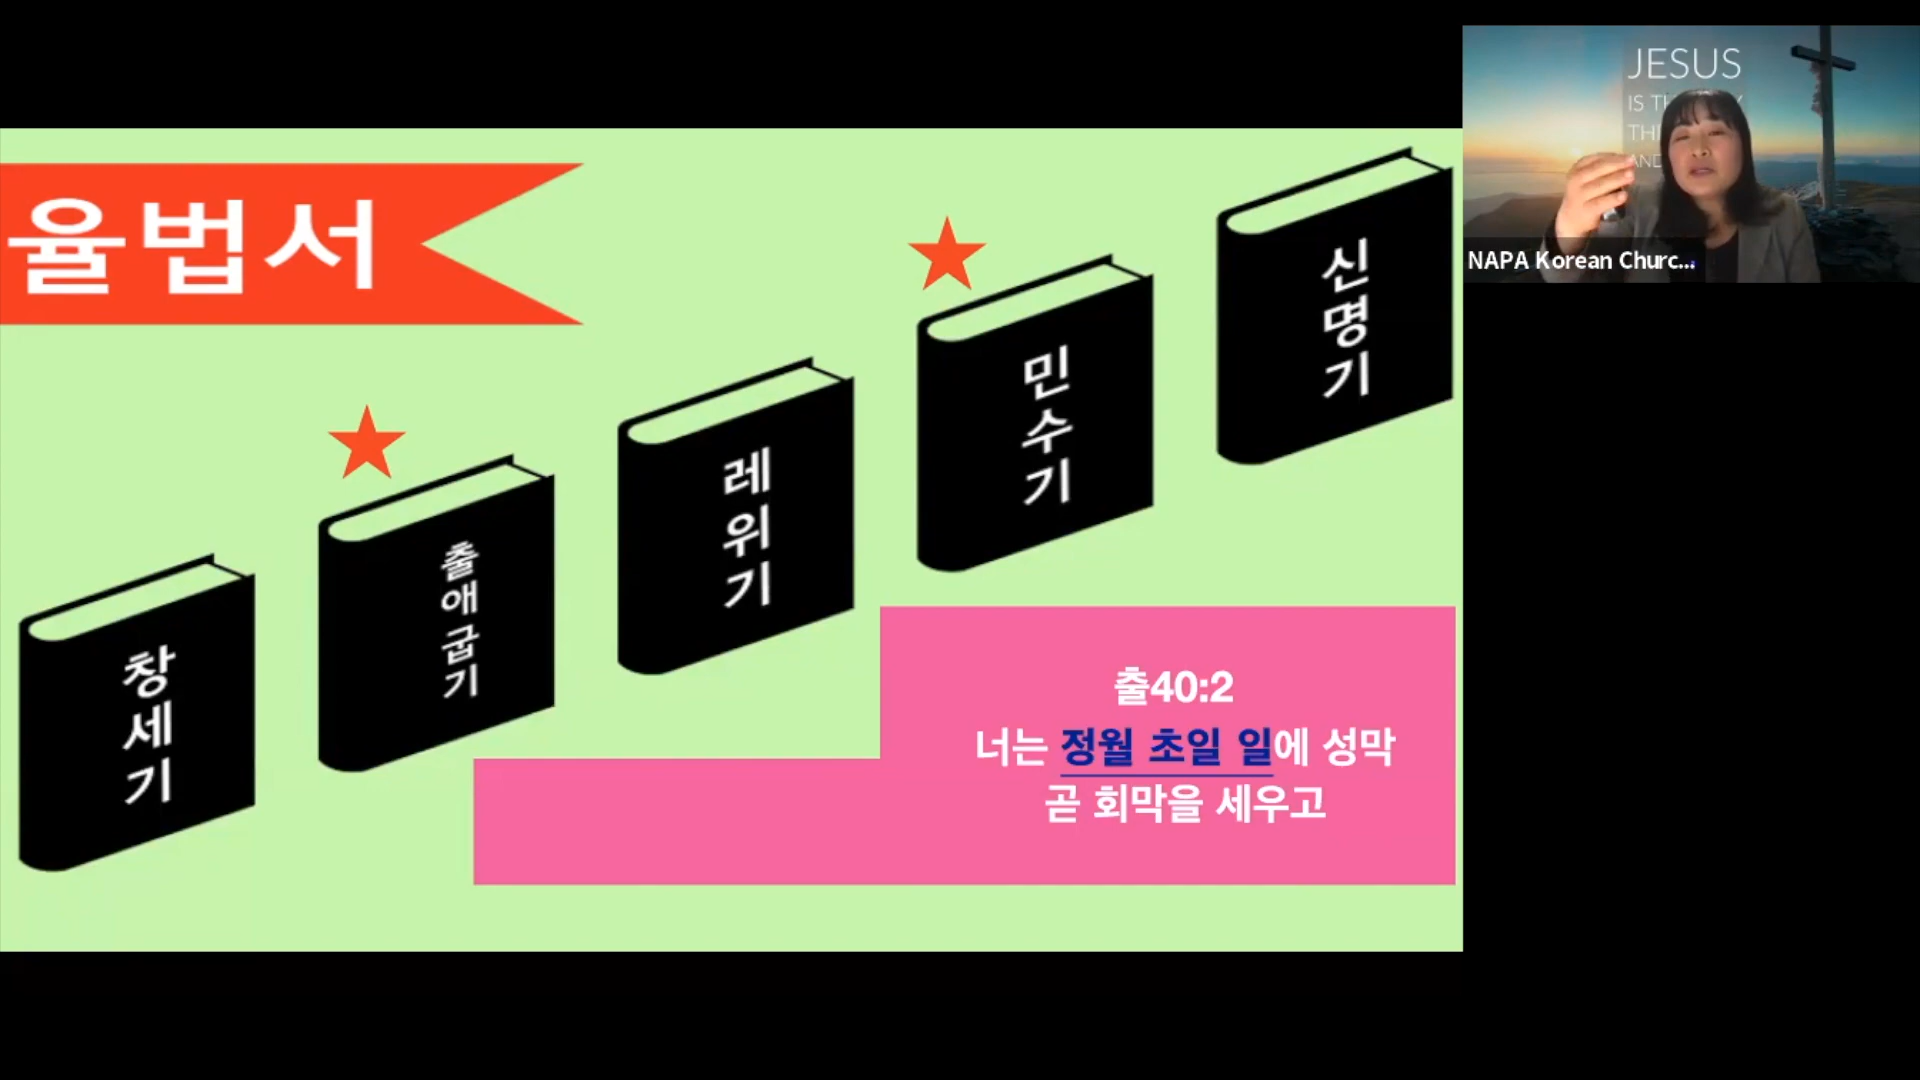 율법서
창세기
출애굽기
레위기
민수기
신명기
출40:2
너는 정월 초일 일에 성막
곧 회막을 세우고
JESUS
IS
AND
NAPA Korean Churc...